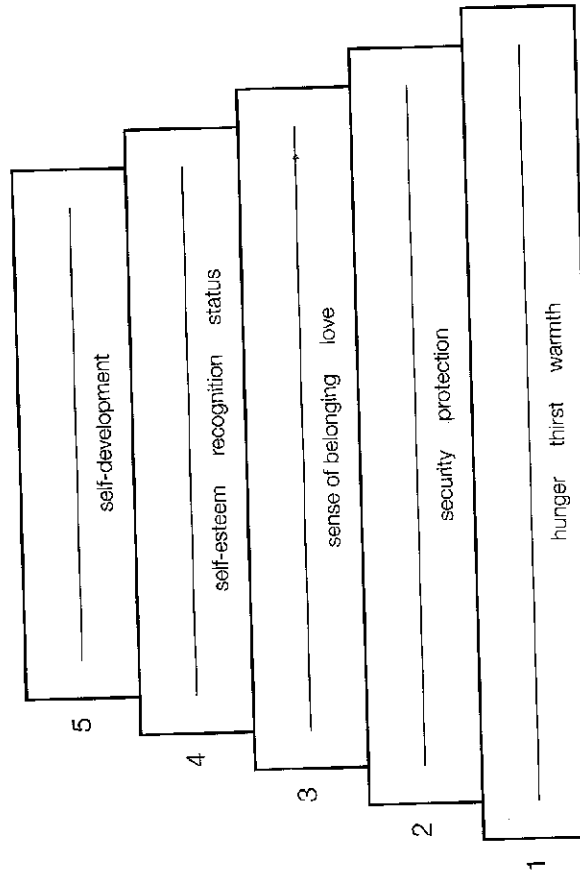 5
self-development
4
self-esteem recognition status
3
sense of belonging love
2
security protection
1
hunger thirst warmth